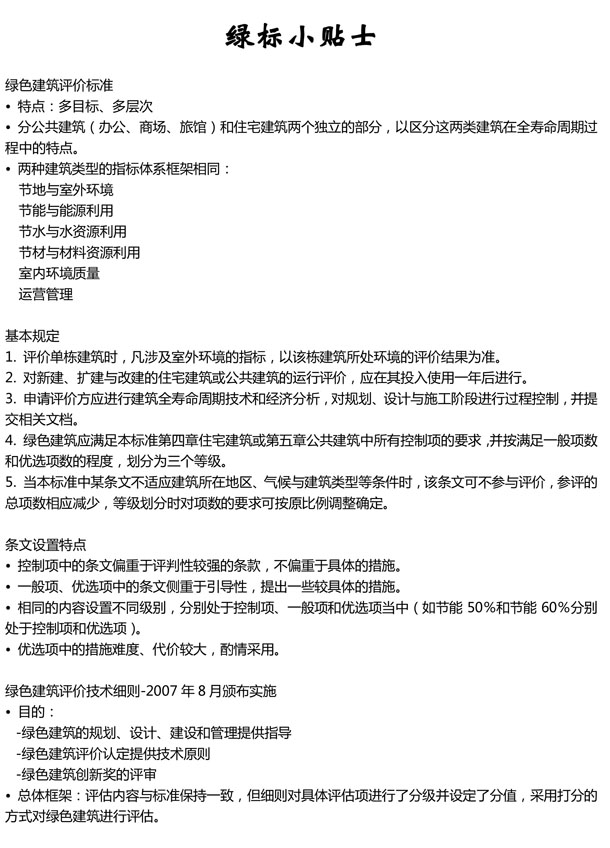 绿标小贴士
绿色建筑评价标准
• 特点：多目标、多层次
• 分公共建筑（办公、商场、旅馆）和住宅建筑两个独立的部分，以区分这两类建筑在全寿命周期过
程中的特点。
• 两种建筑类型的指标体系框架相同：
节地与室外环境
节能与能源利用
节水与水资源利用
节材与材料资源利用
室内环境质量
运营管理
基本规定
1. 评价单栋建筑时，凡涉及室外环境的指标，以该栋建筑所处环境的评价结果为准。
2. 对新建、扩建与改建的住宅建筑或公共建筑的运行评价，应在其投入使用一年后进行。
3. 申请评价方应进行建筑全寿命周期技术和经济分析，对规划、设计与施工阶段进行过程控制，并提
交相关文档。
4. 绿色建筑应满足本标准第四章住宅建筑或第五章公共建筑中所有控制项的要求，并按满足一般项数
和优选项数的程度，划分为三个等级。
5. 当本标准中某条文不适应建筑所在地区、气候与建筑类型等条件时，该条文可不参与评价，参评的
总项数相应减少，等级划分时对项数的要求可按原比例调整确定。
条文设置特点
• 控制项中的条文偏重于评判性较强的条款，不偏重于具体的措施。
• 一般项、优选项中的条文侧重于引导性，提出一些较具体的措施。
• 相同的内容设置不同级别，分别处于控制项、一般项和优选项当中（如节能 50%和节能 60%分别
处于控制项和优选项）。
• 优选项中的措施难度、代价较大，酌情采用。
绿色建筑评价技术细则-2007 年 8 月颁布实施
• 目的：
-绿色建筑的规划、设计、建设和管理提供指导
-绿色建筑评价认定提供技术原则
-绿色建筑创新奖的评审
• 总体框架：评估内容与标准保持一致，但细则对具体评估项进行了分级并设定了分值，采用打分的
方式对绿色建筑进行评估。